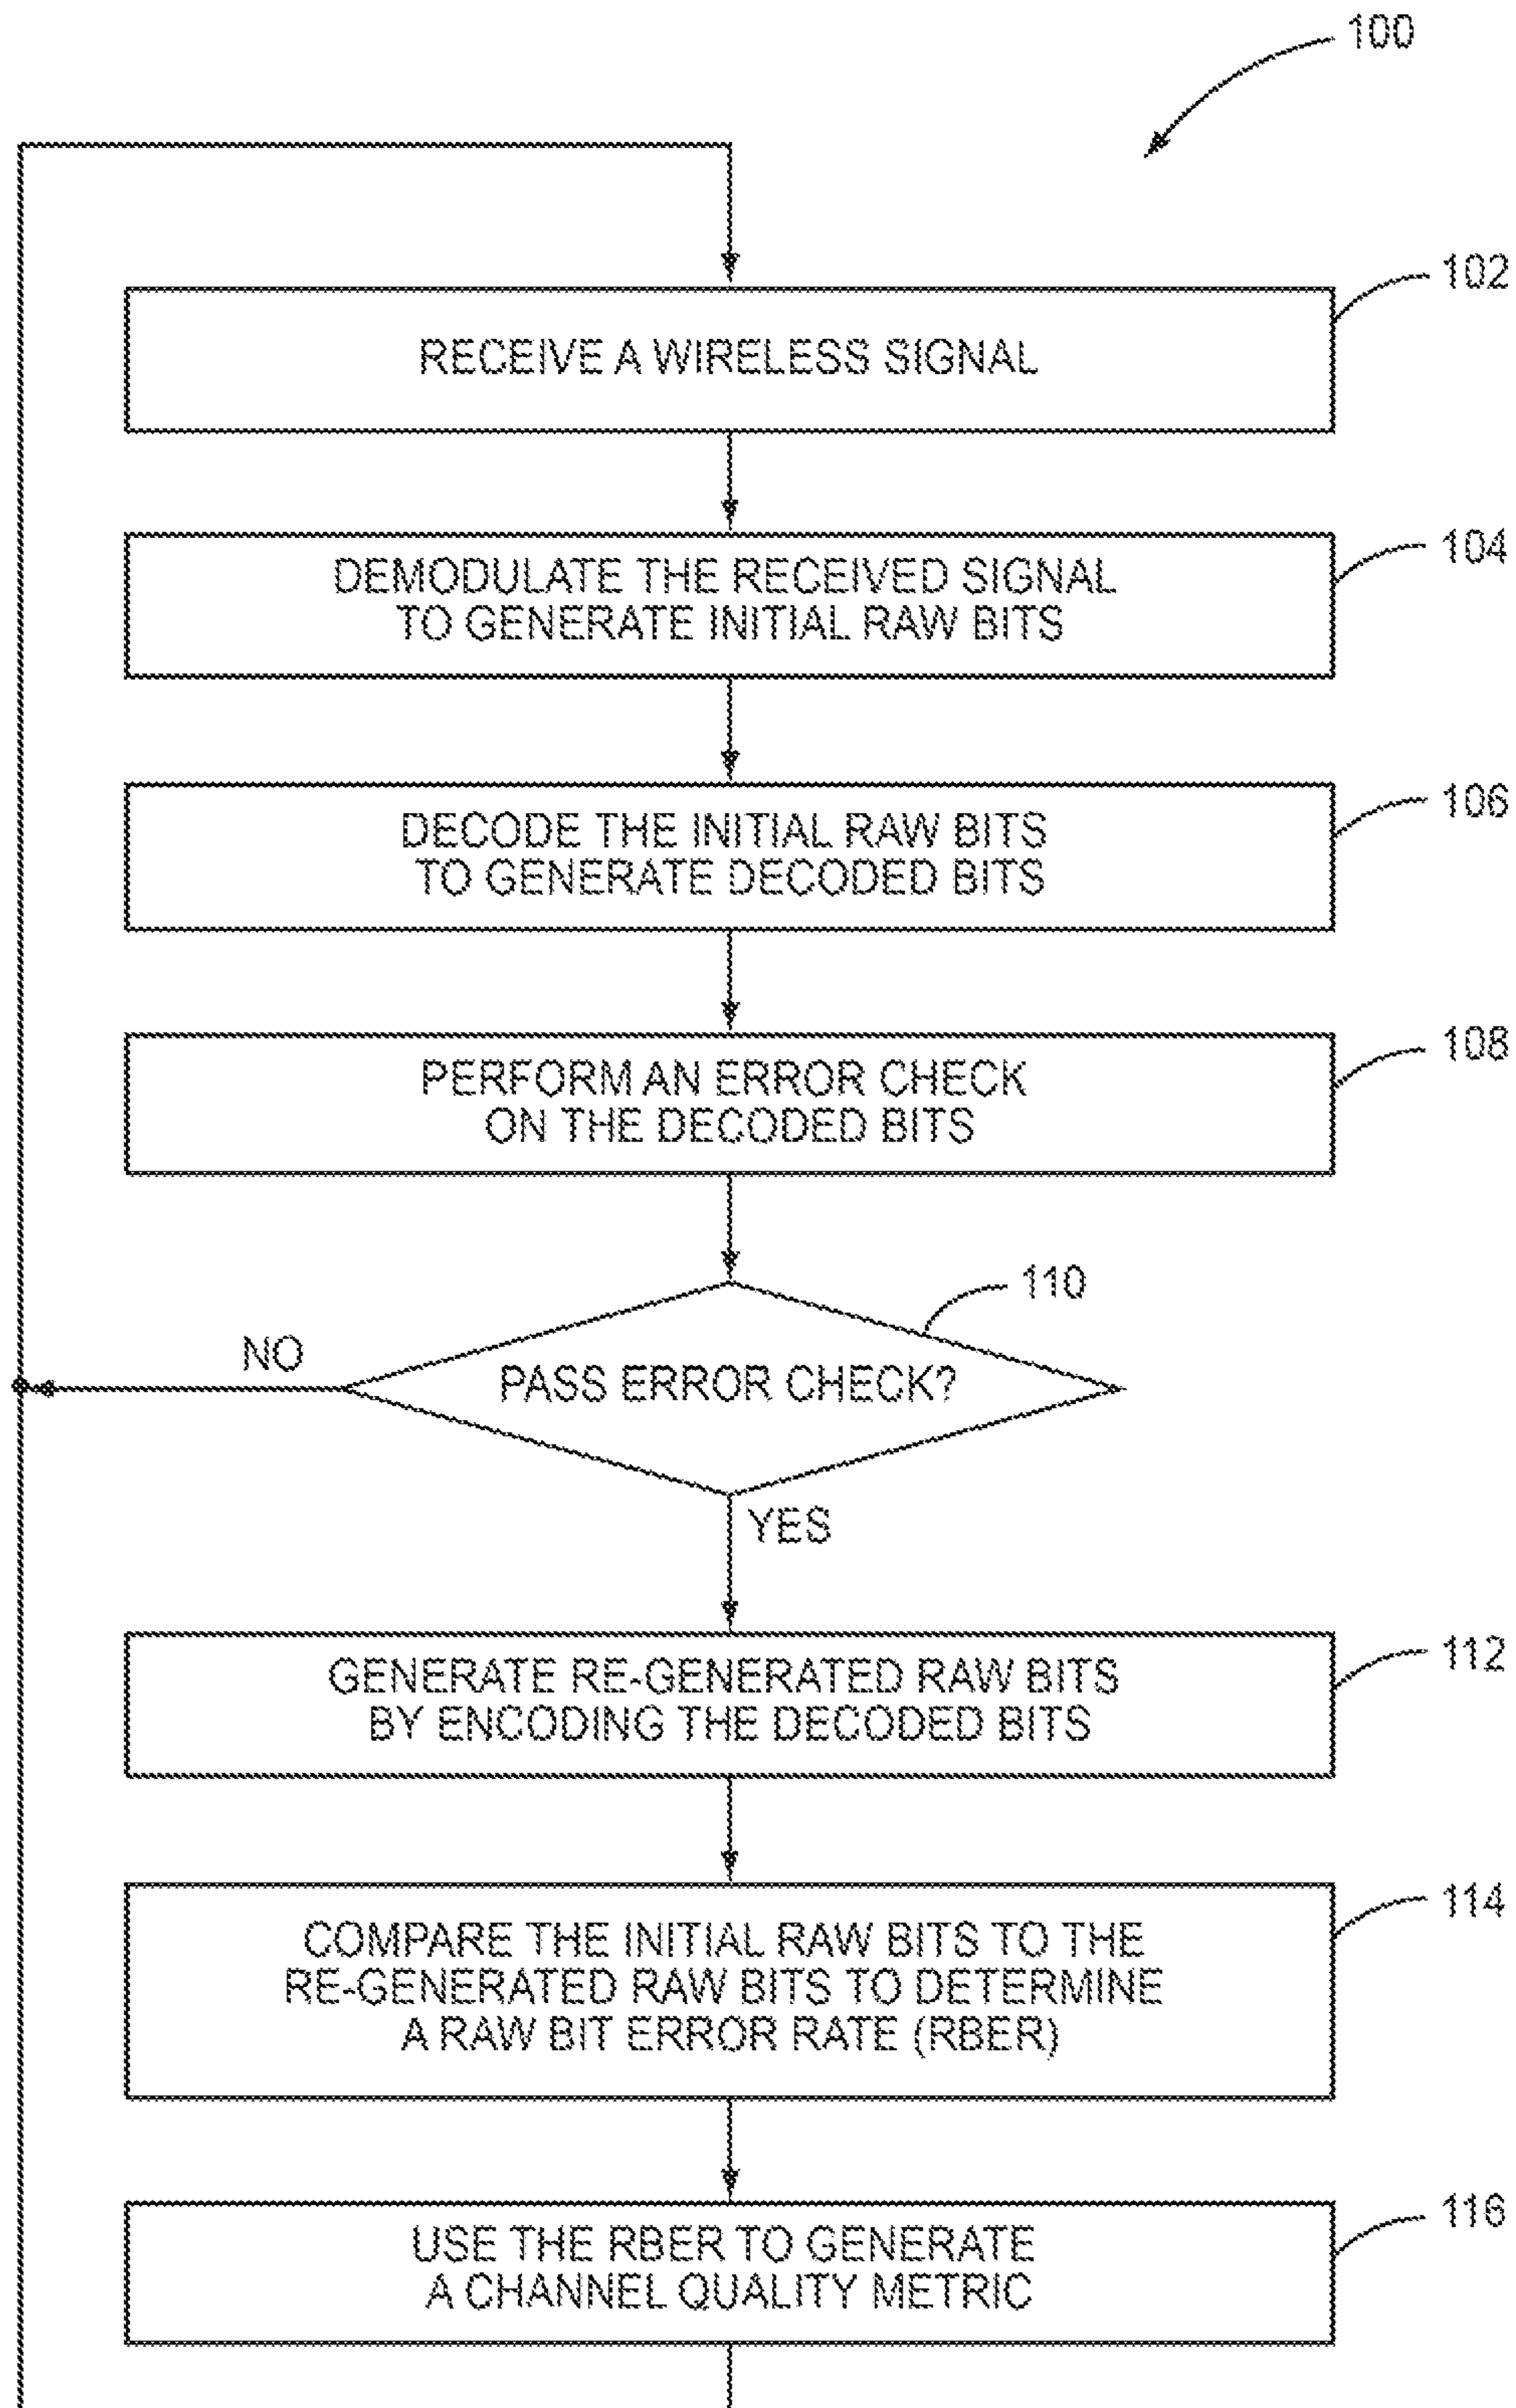 100
102
RECEIVE A WIRELESS SIGNAL
104
DEMODULATE THE RECEIVED SIGNAL
TO GENERATE INITIAL RAW BITS
106
DECODE THE INITIAL RAW BITS
TO GENERATE DECODED BITS
108
PERFORM AN ERROR CHECK
ON THE DECODED BITS
110
NO
PASS ERROR CHECK?
YES
112
GENERATE RE-GENERATED RAW BITS
BY ENCODING THE DECODED BITS
114
COMPARE THE INITIAL RAW BITS TO THE
RE-GENERATED RAW BITS TO DETERMINE
A RAW BIT ERROR RATE (RBER)
116
USE THE RBER TO GENERATE
A CHANNEL QUALITY METRIC